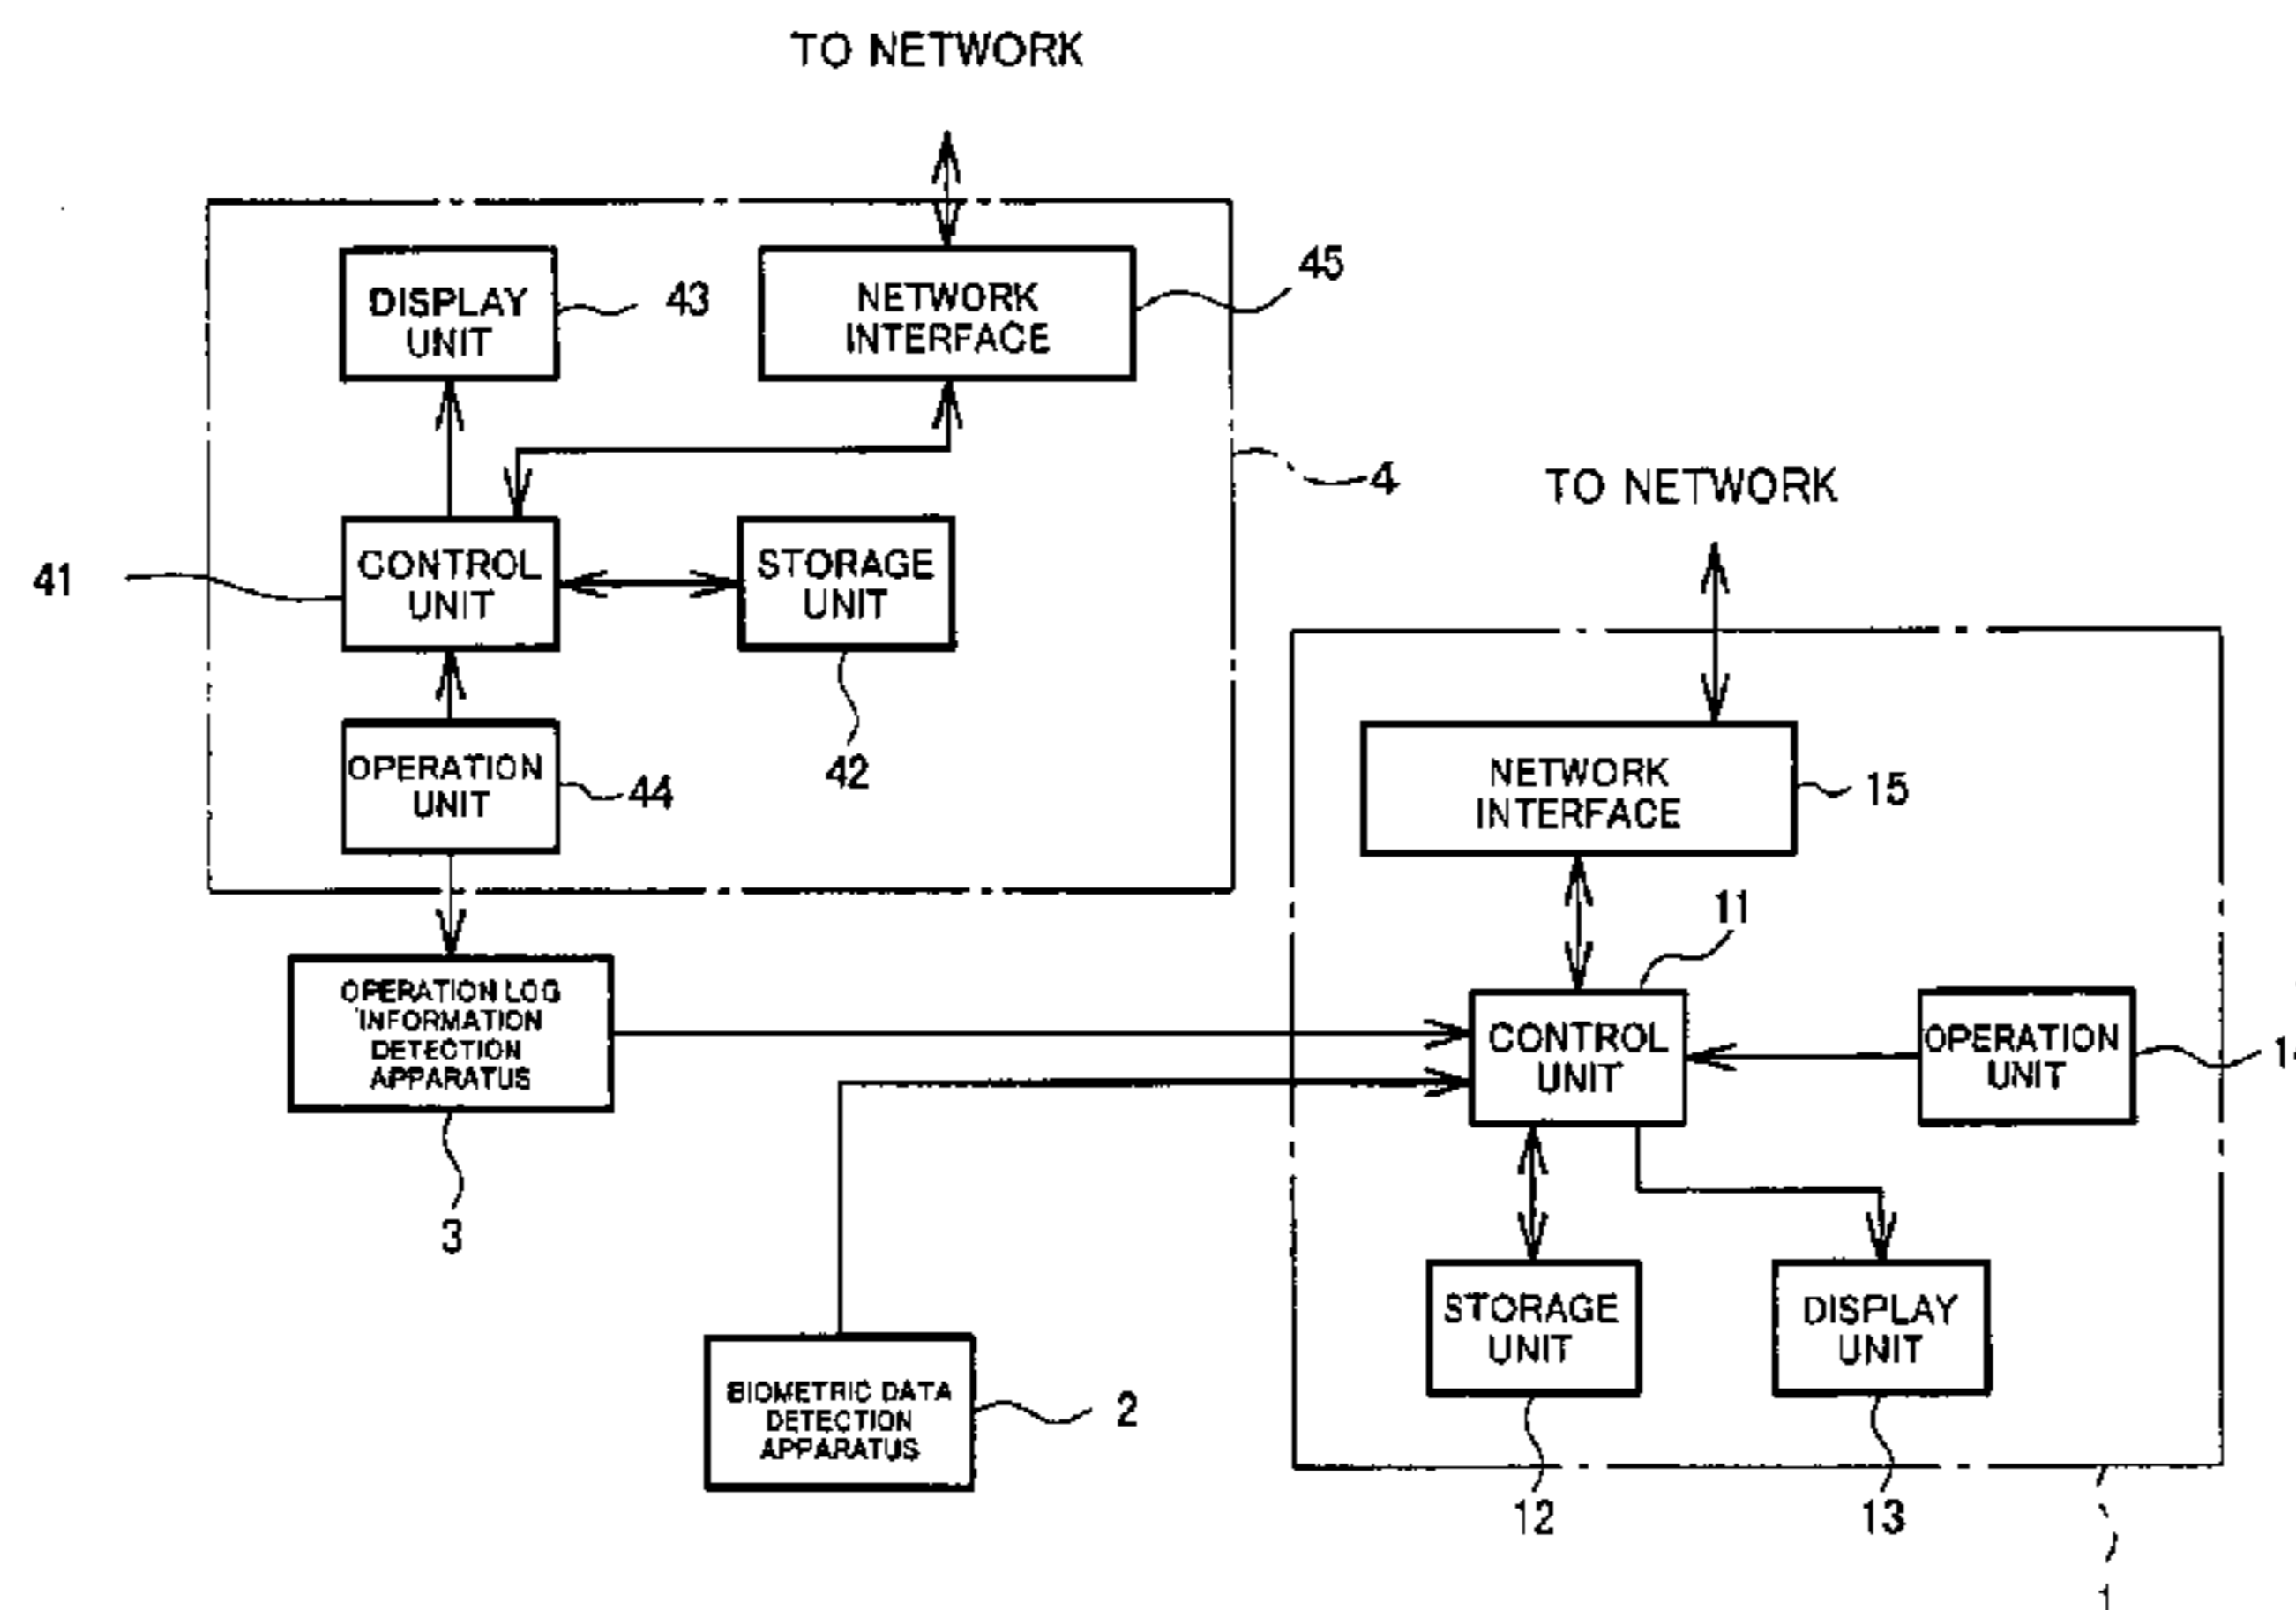 TO NETWORK
DISPLAY
UNIT
43
NETWORK
INTERFACE
45
4
TO NETWORK
41
CONTROL
UNIT
STORAGE
UNIT
42
OPERATION
UNIT
44
NETWORK
INTERFACE
15
11
OPERATION LOG
INFORMATION
DETECTION
APPARATUS
3
CONTROL
UNIT
OPERATION
UNIT
STORAGE
UNIT
DISPLAY
UNIT
BIOMETRIC DATA
DETECTION
APPARATUS
2
12
13
1